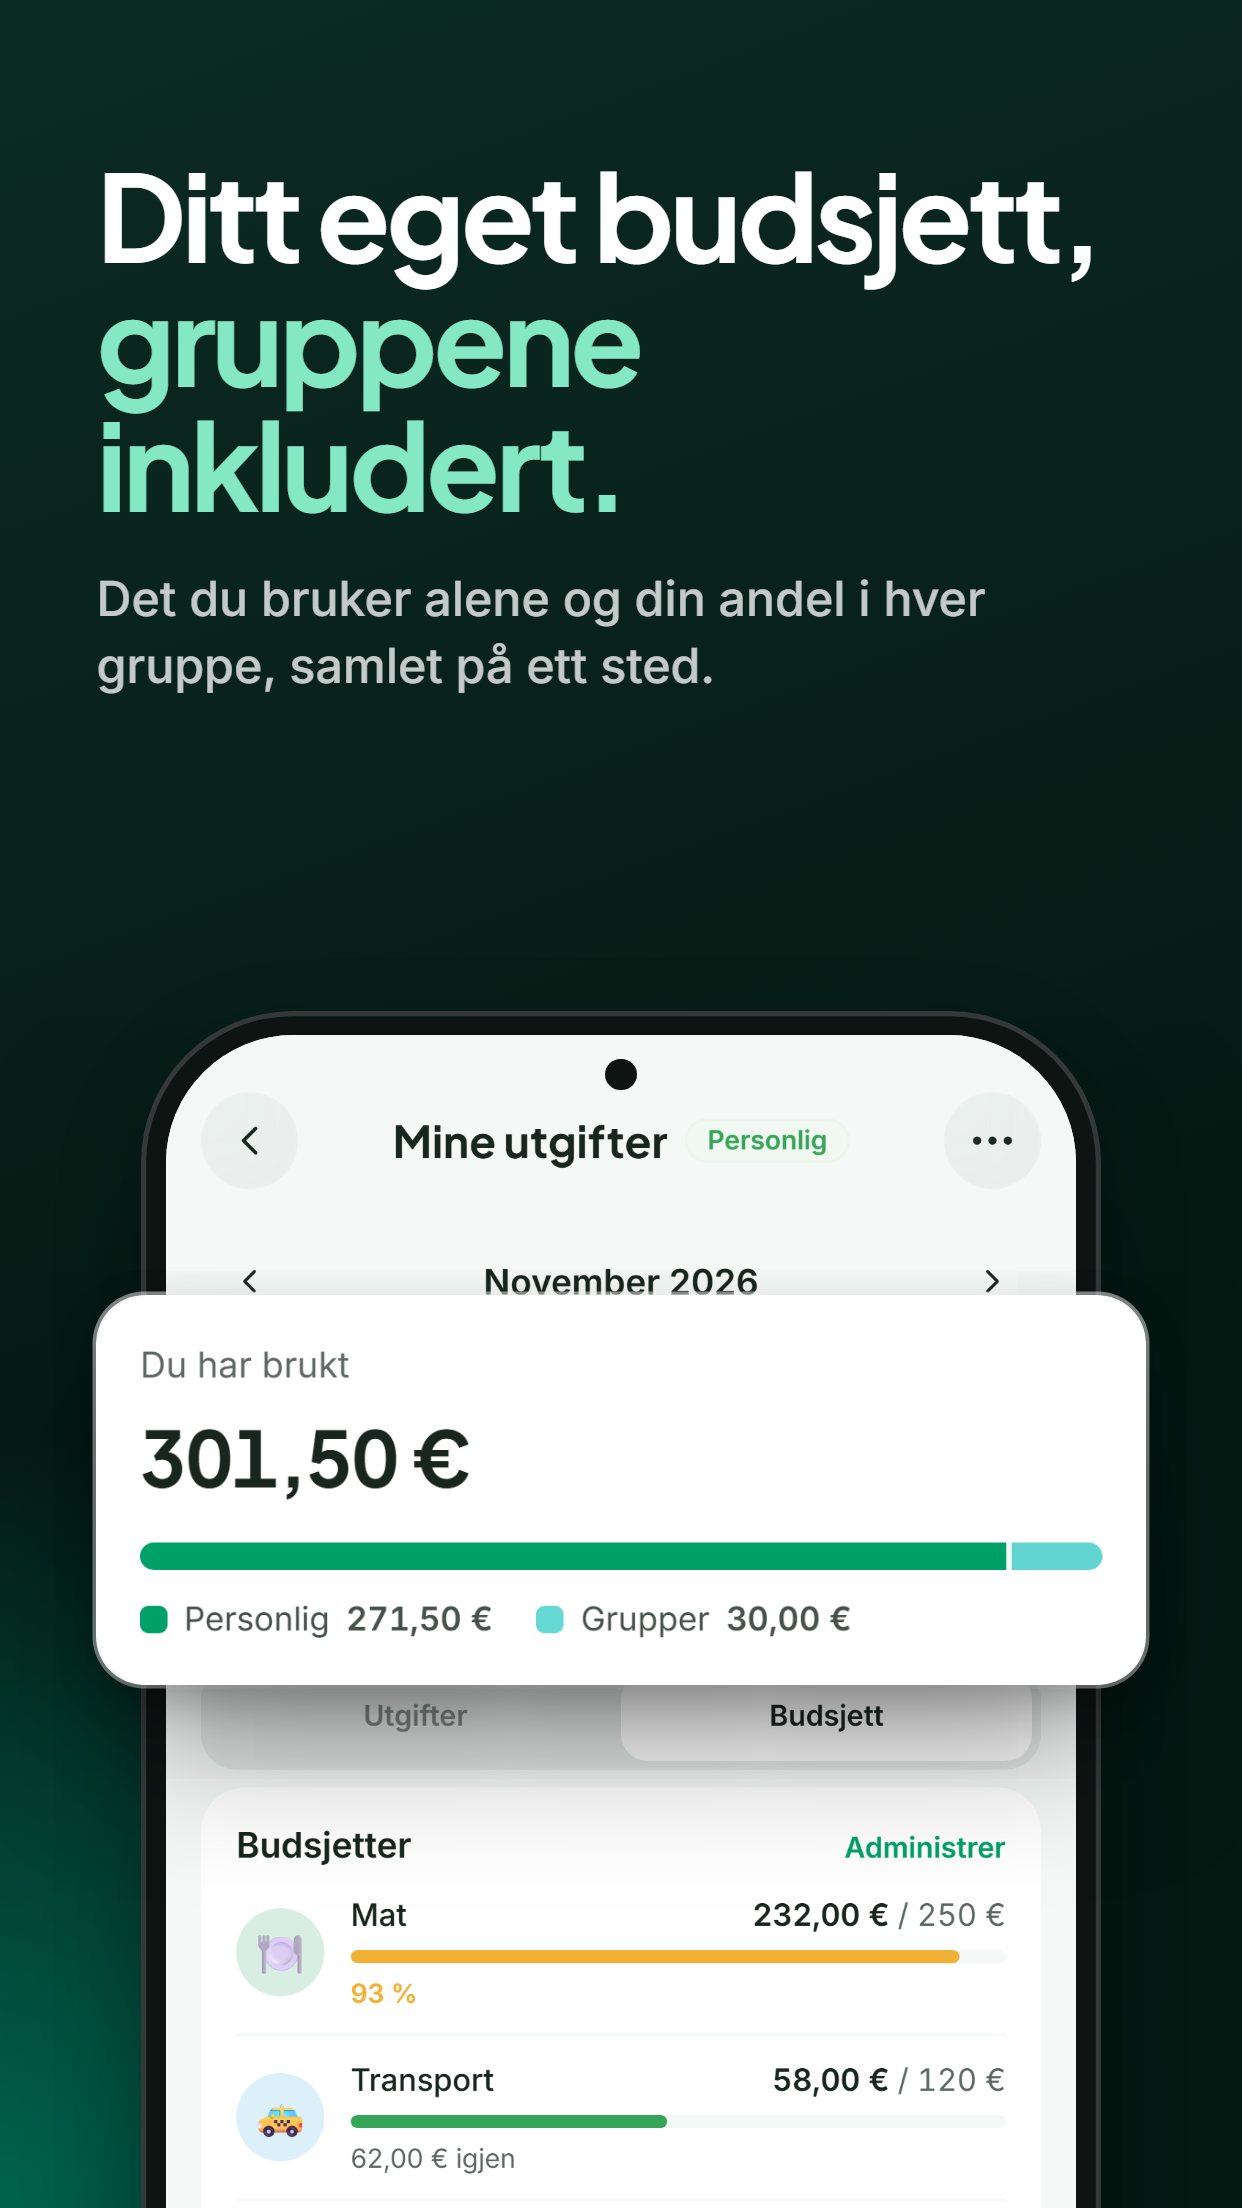 Ditt eget budsjett,
gruppene
inkludert.
Det du bruker alene og din andel i hver
gruppe, samlet på ett sted.
Mine utgifter Personlig
November 2026
Du har brukt
301,50 €
Personlig 271,50 € Grupper 30,00 €
Utgifter Budsjett
Budsjetter Administrer
Mat 232,00 € / 250 €
93 %
Transport 58,00 € / 120 €
62,00 € igjen